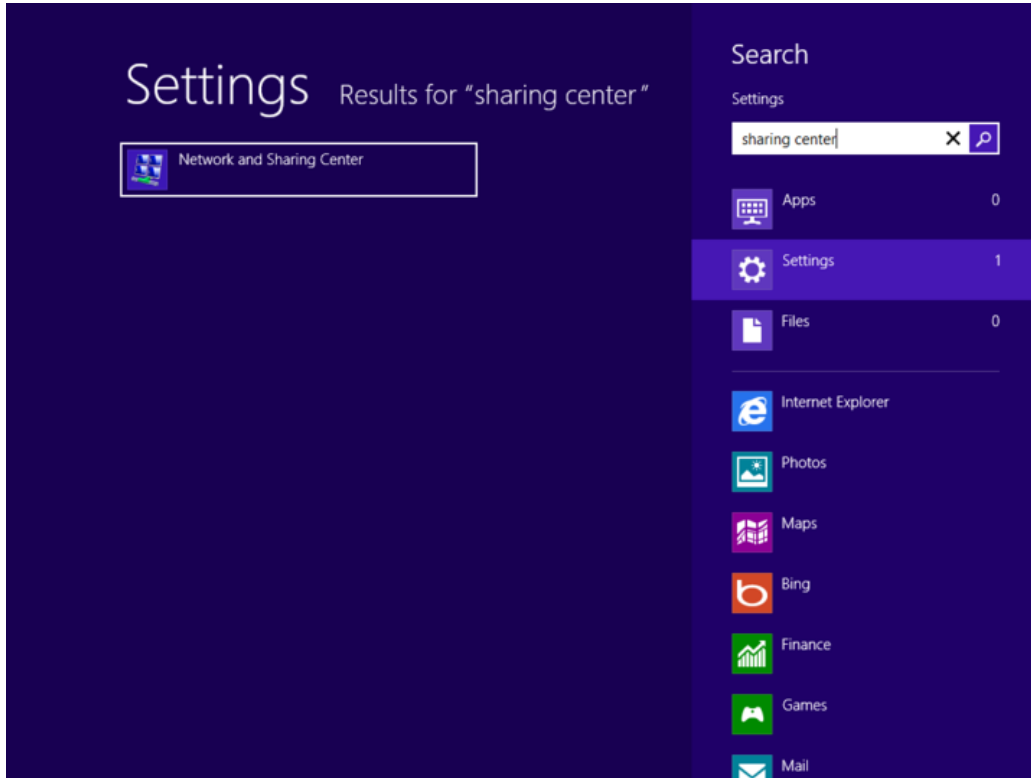 Settings Results for “sharing center”
Network and Sharing Center
Search
Settings
sharing center
Apps 0
Settings 1
Files 0
Internet Explorer
Photos
Maps
Bing
Finance
Games
Mail